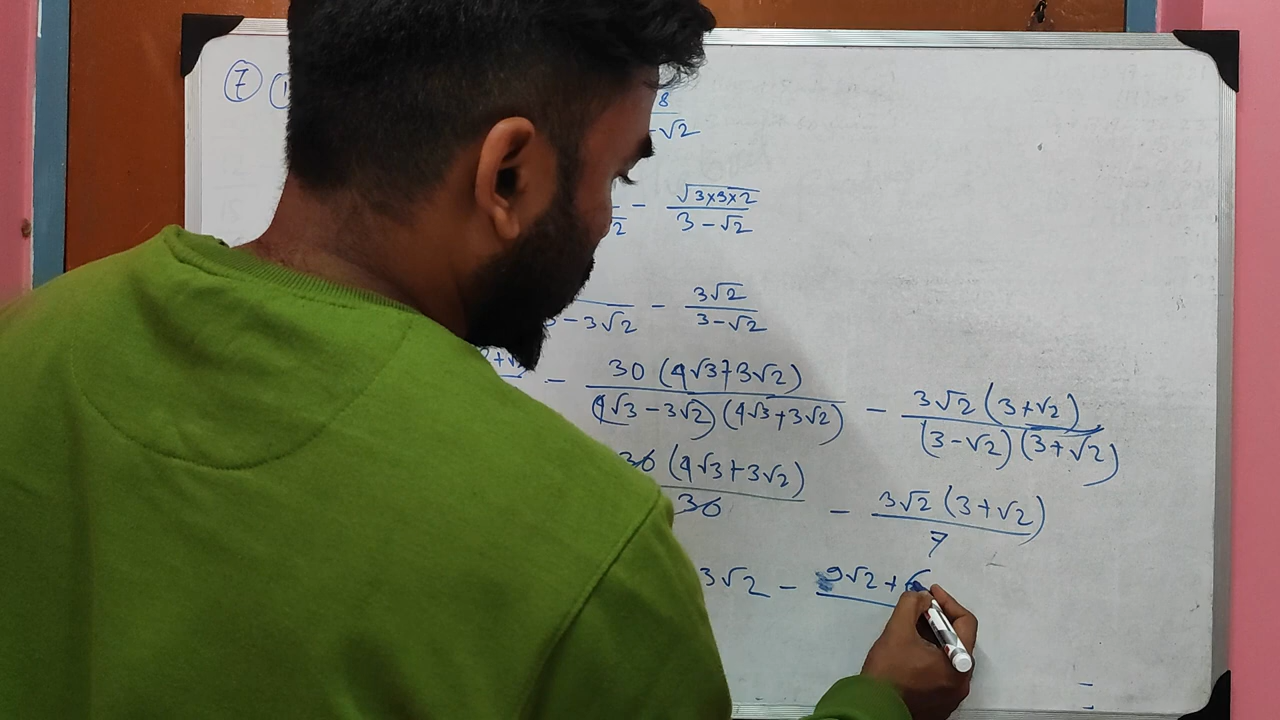 ⑦
8
-√2
2 - √3×3×2 / 3-√2
-3√2 - 3√2 / 3-√2
- 30 (4√3+3√2) / (4√3-3√2)(4√3+3√2) - 3√2 (3+√2) / (3-√2)(3+√2)
30 (4√3+3√2) / 30 - 3√2 (3+√2) / 7
3√2 - 9√2+6